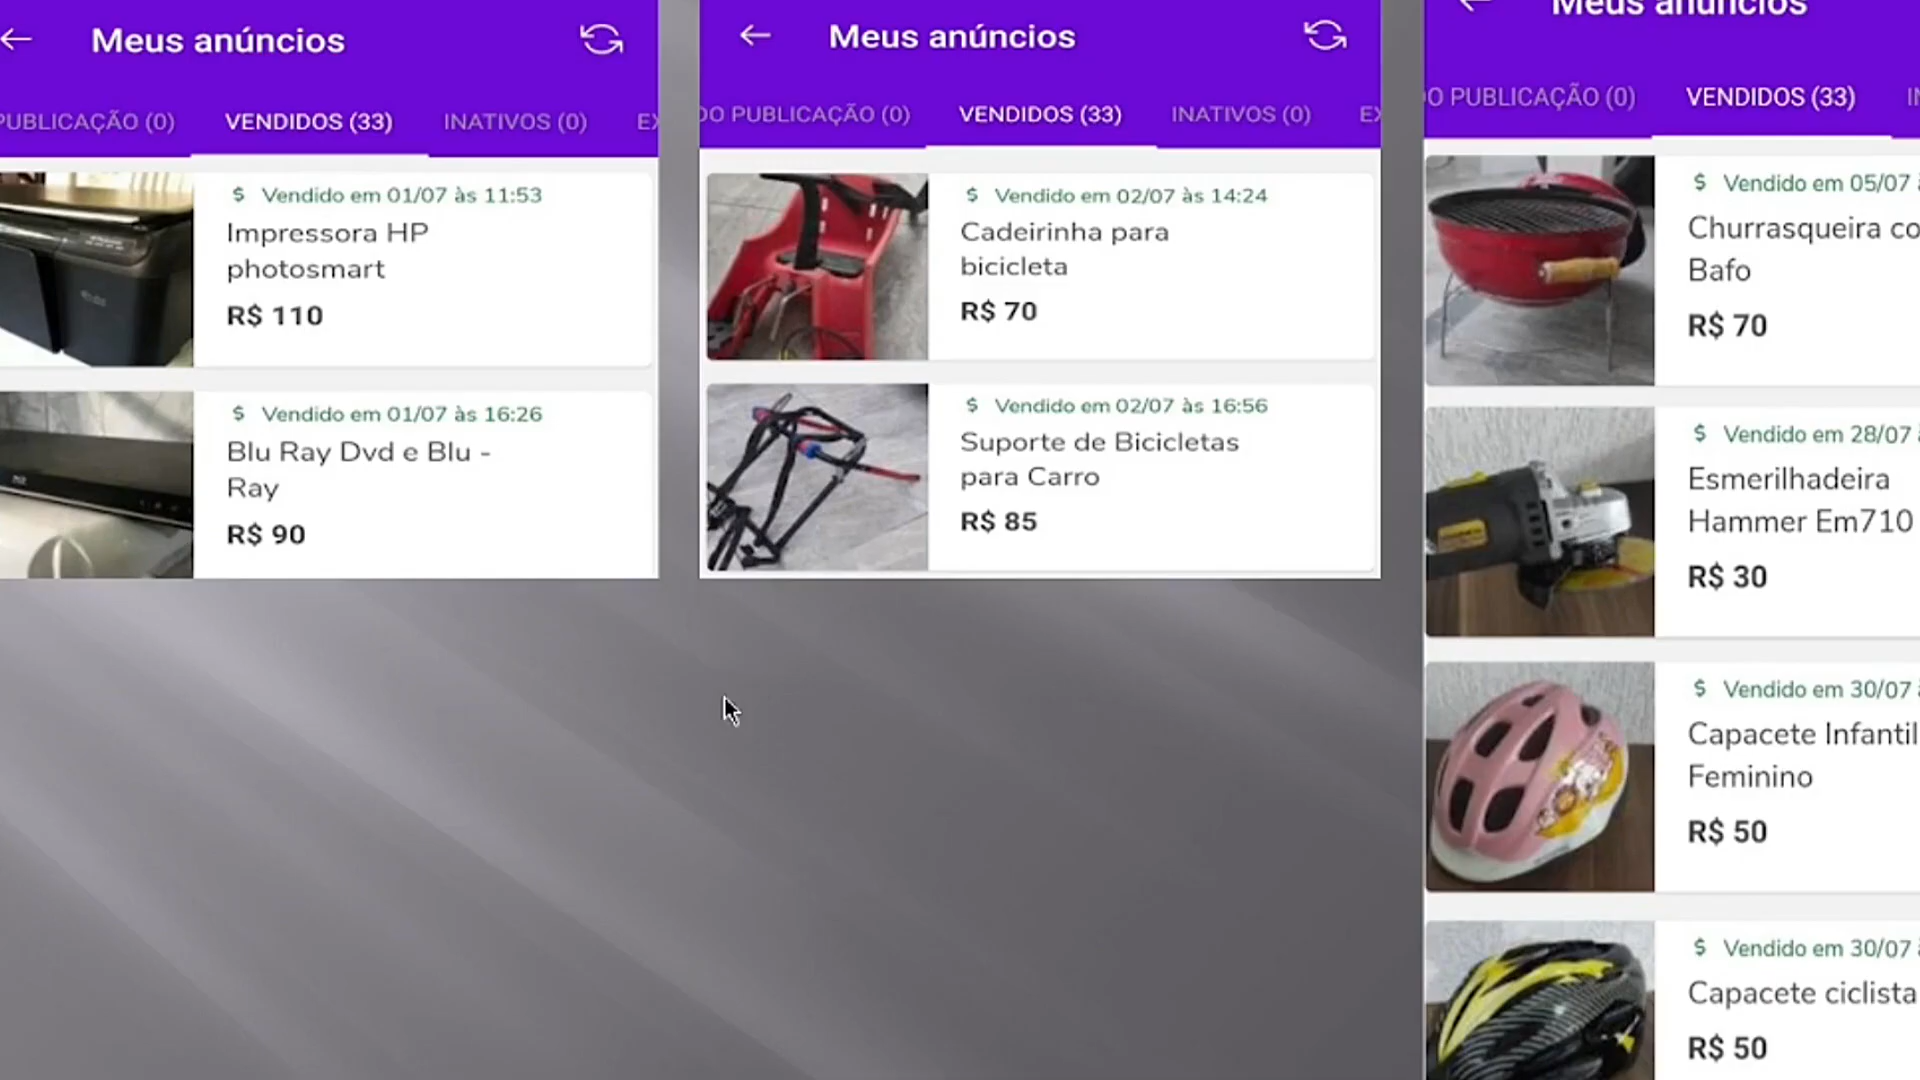 Meus anúncios
PUBLICAÇÃO (0) VENDIDOS (33) INATIVOS (0)
$ Vendido em 01/07 às 11:53
Impressora HP
photosmart
R$ 110
$ Vendido em 01/07 às 16:26
Blu Ray Dvd e Blu -
Ray
R$ 90
Meus anúncios
DO PUBLICAÇÃO (0) VENDIDOS (33) INATIVOS (0)
$ Vendido em 02/07 às 14:24
Cadeirinha para
bicicleta
R$ 70
$ Vendido em 02/07 às 16:56
Suporte de Bicicletas
para Carro
R$ 85
Meus anúncios
O PUBLICAÇÃO (0) VENDIDOS (33)
$ Vendido em 05/07
Churrasqueira co
Bafo
R$ 70
$ Vendido em 28/07
Esmerilhadeira
Hammer Em710
R$ 30
$ Vendido em 30/07
Capacete Infantil
Feminino
R$ 50
$ Vendido em 30/07
Capacete ciclista
R$ 50